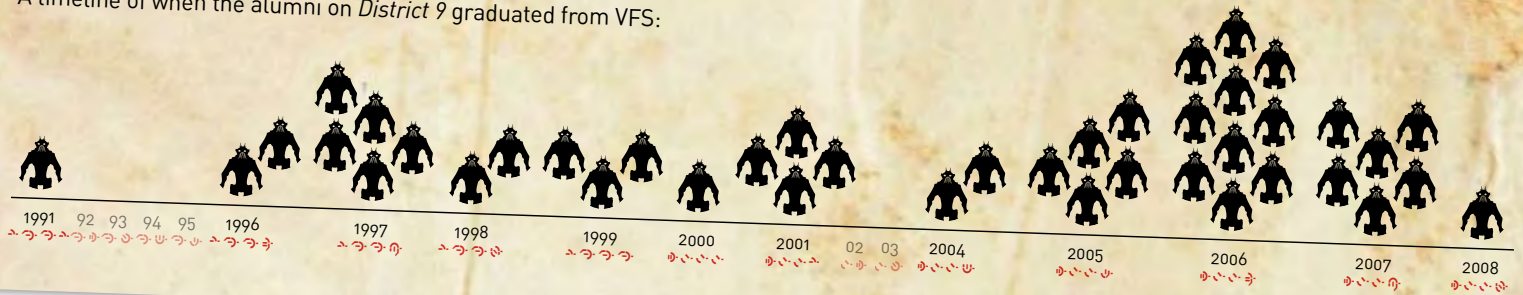 A timeline of when the alumni on District 9 graduated from VFS:
1991 92 93 94 95 1996 1997 1998 1999 2000 2001 02 03 2004 2005 2006 2007 2008